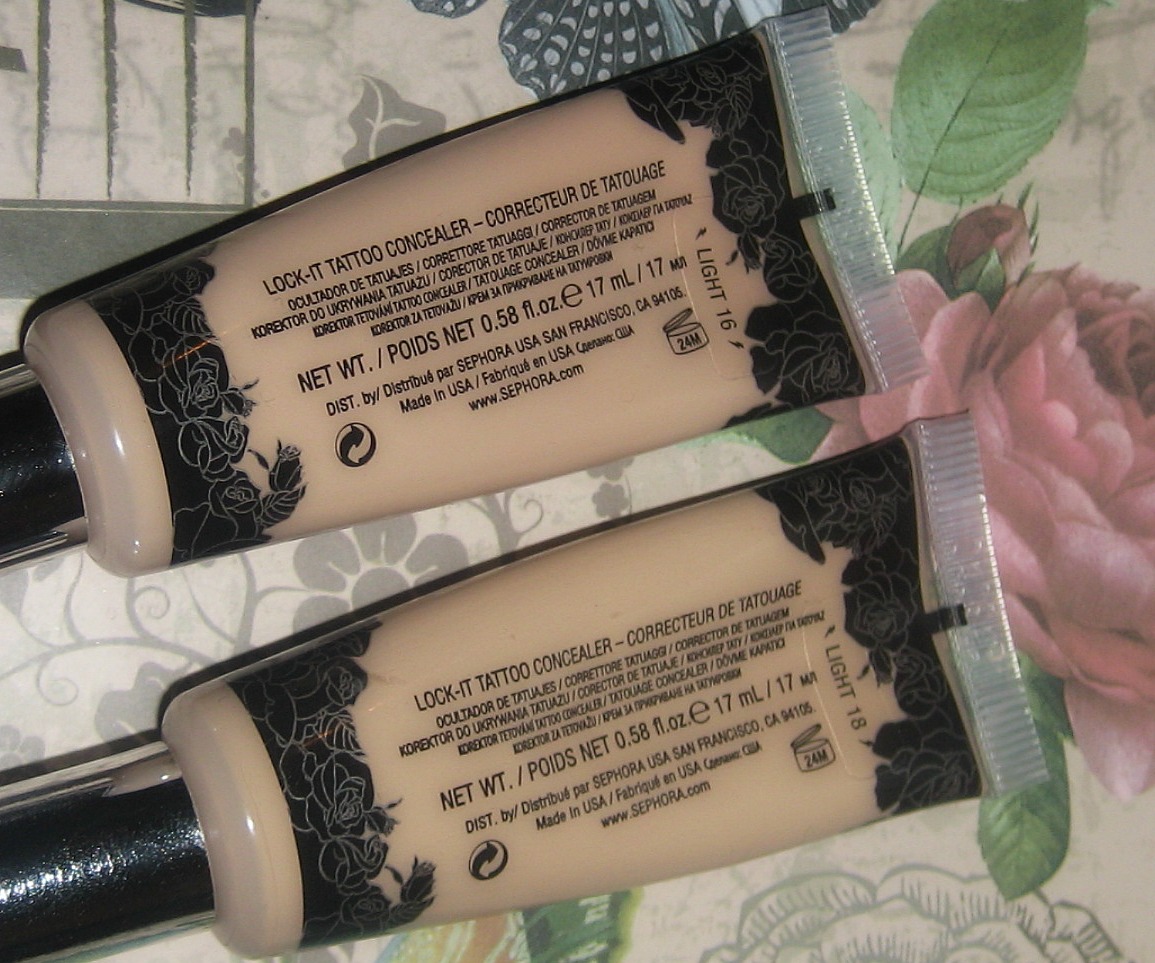 LOCK-IT TATTOO CONCEALER – CORRECTEUR DE TATOUAGE
OCULTADOR DE TATUAJES / CORRETTORE TATUAGGI / CORRECTOR DE TATUAGEM
KOREKTOR DO UKRYWANIA TATUAŻU / CORECTOR DE TATUAJE / КОНСИЛЕР ТАТУ / КОНСІЛЕР ПІА ТАТОУАZ
KOREKTOR TETOVÁNÍ TATTOO CONCEALER / TATOUAGE CONCEALER / DÖVME KAPATICI
KOREKTOR ZA TETOVAŽU / КРЕМ ЗА ПРИКРИВАНЕ НА ТАТУИРОВКИ
NET WT. / POIDS NET 0.58 fl.oz. e 17 mL / 17 мл
DIST. by/ Distribué par SEPHORA USA SAN FRANCISCO, CA 94105.
Made In USA / Fabriqué en USA Сделано: США
www.SEPHORA.com
24M
LIGHT 16
LOCK-IT TATTOO CONCEALER – CORRECTEUR DE TATOUAGE
OCULTADOR DE TATUAJES / CORRETTORE TATUAGGI / CORRECTOR DE TATUAGEM
KOREKTOR DO UKRYWANIA TATUAŻU / CORECTOR DE TATUAJE / КОНСИЛЕР ТАТУ / КОНСІЛЕР ПІА ТАТОУАZ
KOREKTOR TETOVÁNÍ TATTOO CONCEALER / TATOUAGE CONCEALER / DÖVME KAPATICI
KOREKTOR ZA TETOVAŽU / КРЕМ ЗА ПРИКРИВАНЕ НА ТАТУИРОВКИ
NET WT. / POIDS NET 0.58 fl.oz. e 17 mL / 17 мл
DIST. by/ Distribué par SEPHORA USA SAN FRANCISCO, CA 94105.
Made In USA / Fabriqué en USA Сделано: США
www.SEPHORA.com
24M
LIGHT 18